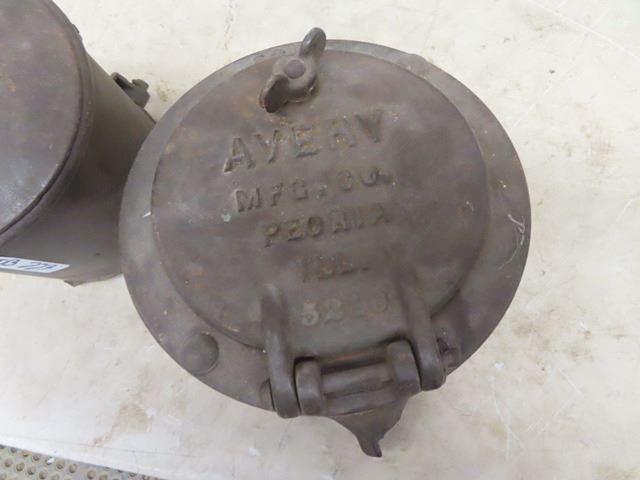 AVERY
MFG. CO.
PEORIA
ILL.